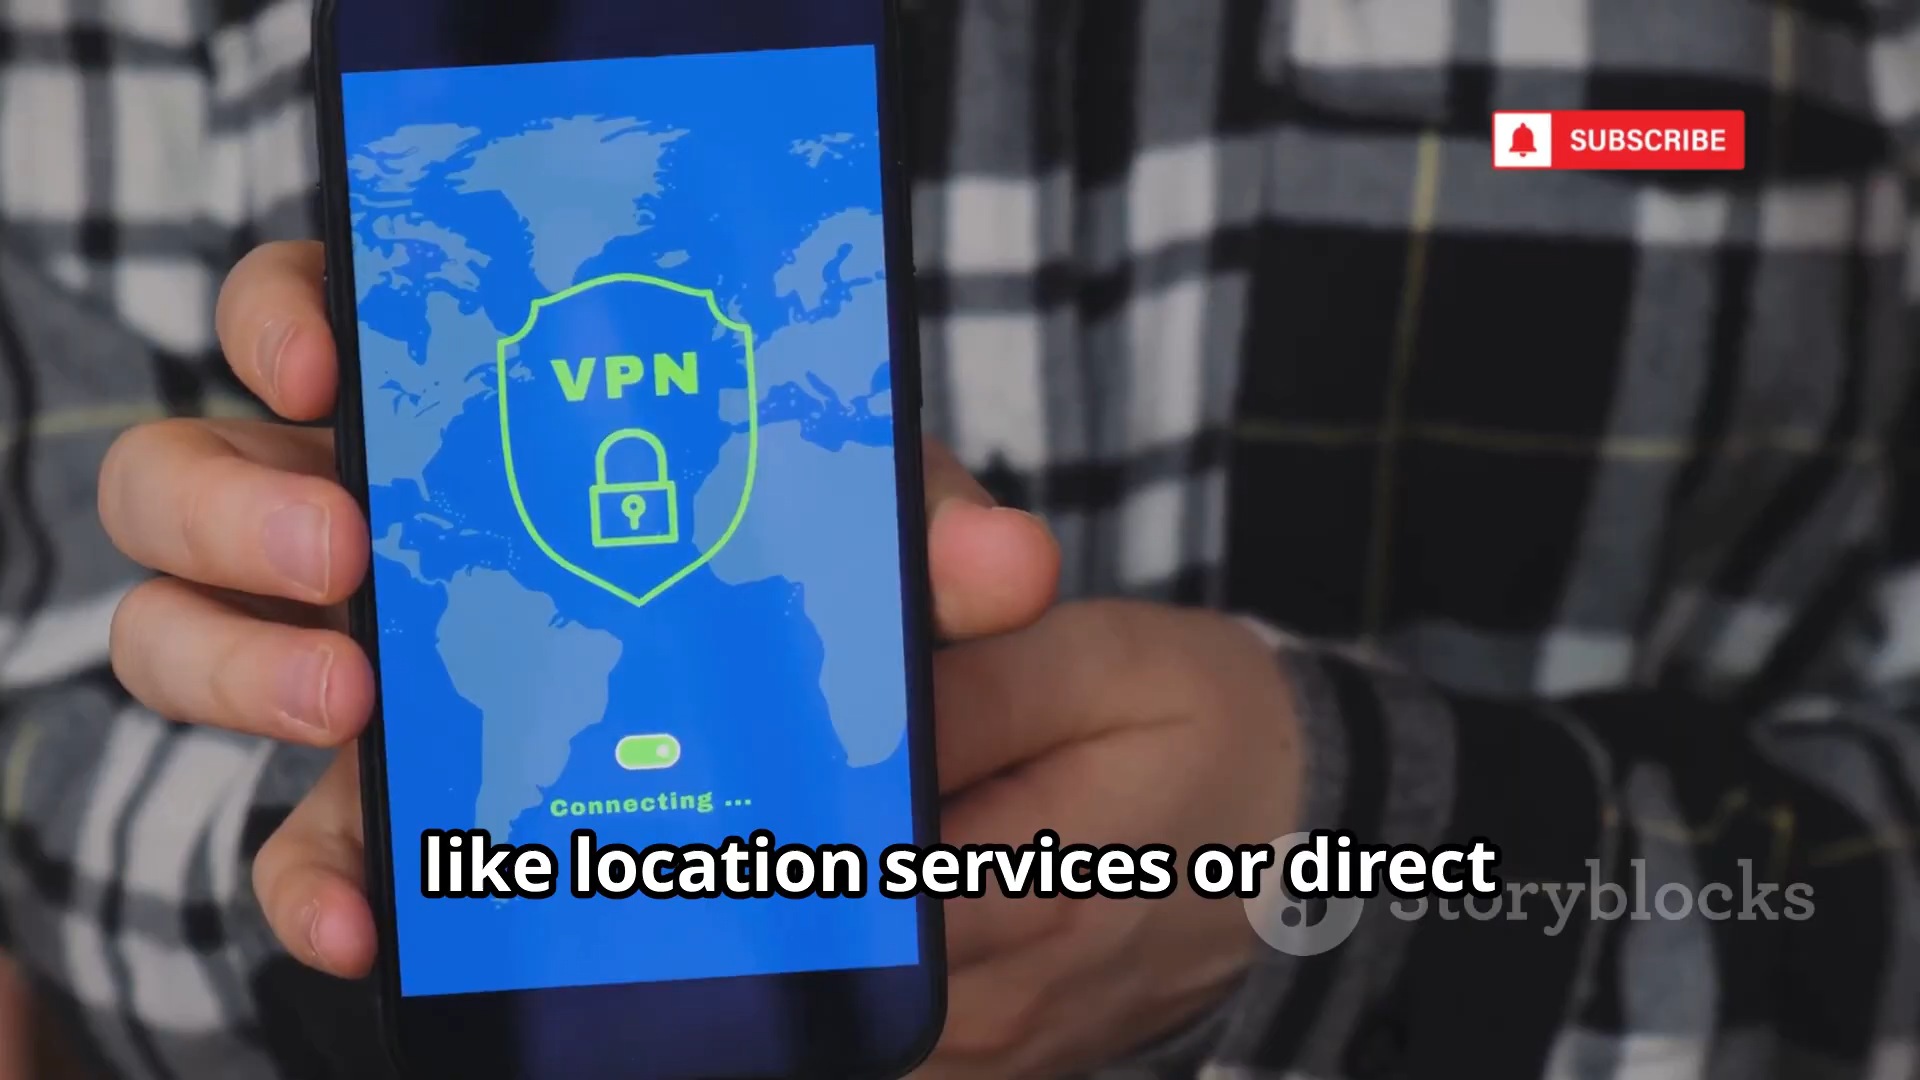 SUBSCRIBE
VPN
Connecting ...
like location services or direct
Storyblocks